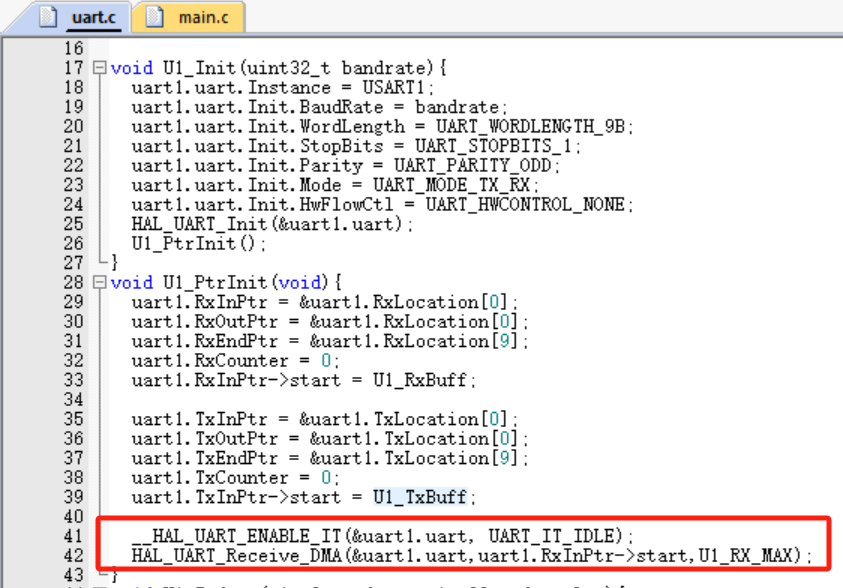 uart.c main.c
16
17 void U1_Init(uint32_t bandrate){
18 uart1.uart.Instance = USART1;
19 uart1.uart.Init.BaudRate = bandrate;
20 uart1.uart.Init.WordLength = UART_WORDLENGTH_9B;
21 uart1.uart.Init.StopBits = UART_STOPBITS_1;
22 uart1.uart.Init.Parity = UART_PARITY_ODD;
23 uart1.uart.Init.Mode = UART_MODE_TX_RX;
24 uart1.uart.Init.HwFlowCtl = UART_HWCONTROL_NONE;
25 HAL_UART_Init(&uart1.uart);
26 U1_PtrInit();
27 }
28 void U1_PtrInit(void){
29 uart1.RxInPtr = &uart1.RxLocation[0];
30 uart1.RxOutPtr = &uart1.RxLocation[0];
31 uart1.RxEndPtr = &uart1.RxLocation[9];
32 uart1.RxCounter = 0;
33 uart1.RxInPtr->start = U1_RxBuff;
34
35 uart1.TxInPtr = &uart1.TxLocation[0];
36 uart1.TxOutPtr = &uart1.TxLocation[0];
37 uart1.TxEndPtr = &uart1.TxLocation[9];
38 uart1.TxCounter = 0;
39 uart1.TxInPtr->start = U1_TxBuff;
40
41 __HAL_UART_ENABLE_IT(&uart1.uart, UART_IT_IDLE);
42 HAL_UART_Receive_DMA(&uart1.uart,uart1.RxInPtr->start,U1_RX_MAX);
43 }